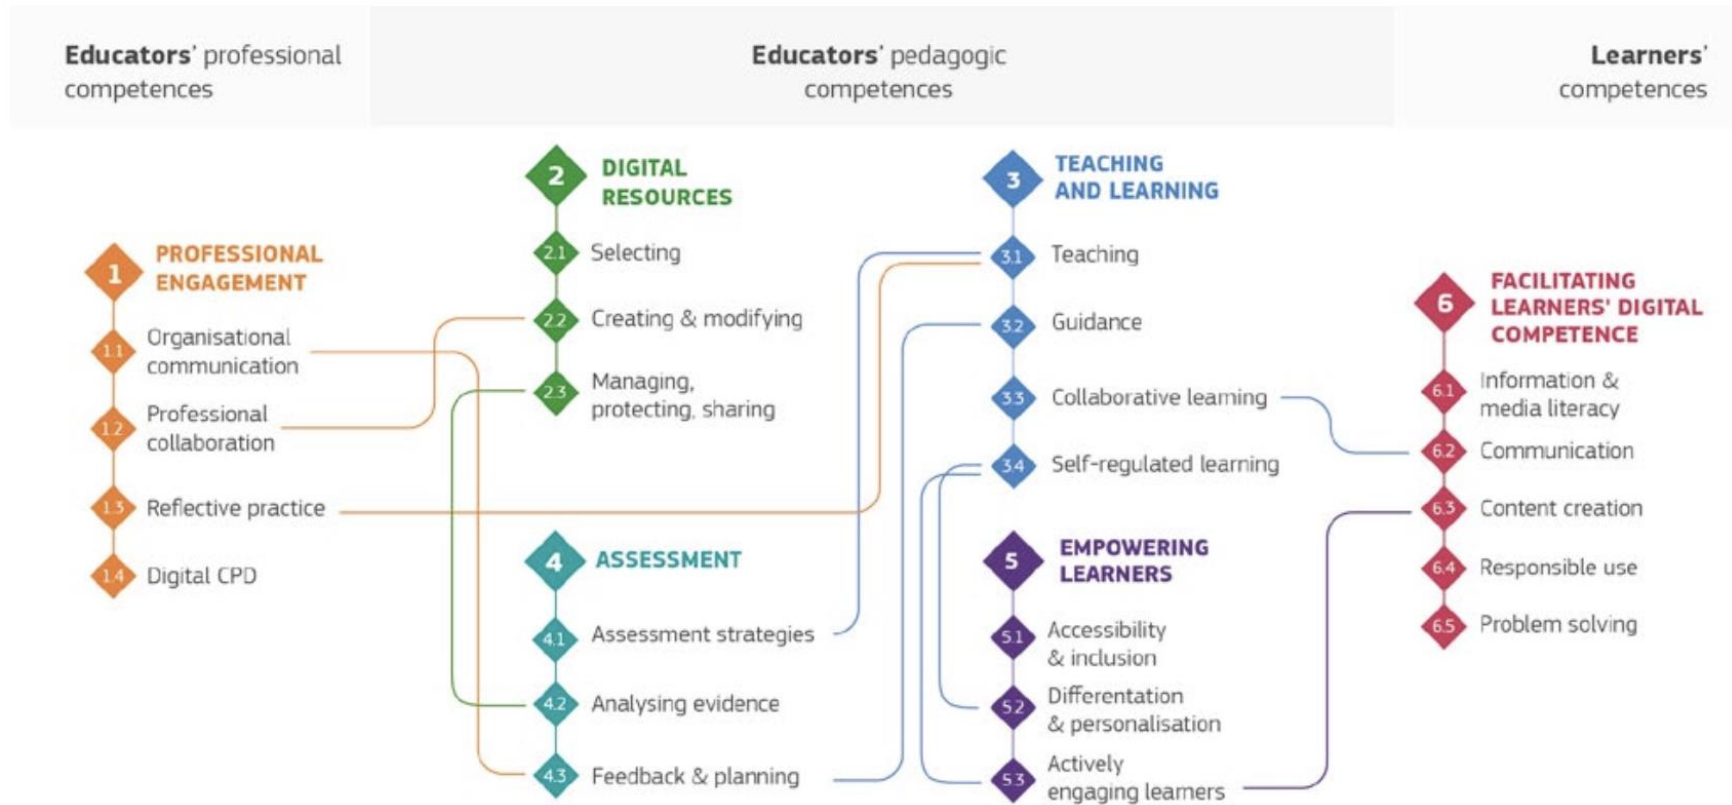 Educators' professional
competences
Educators' pedagogic
competences
Learners'
competences
1
PROFESSIONAL
ENGAGEMENT
1.1
Organisational
communication
1.2
Professional
collaboration
1.3
Reflective practice
1.4
Digital CPD
2
DIGITAL
RESOURCES
2.1
Selecting
2.2
Creating & modifying
2.3
Managing,
protecting, sharing
3
TEACHING
AND LEARNING
3.1
Teaching
3.2
Guidance
3.3
Collaborative learning
3.4
Self-regulated learning
4
ASSESSMENT
4.1
Assessment strategies
4.2
Analysing evidence
4.3
Feedback & planning
5
EMPOWERING
LEARNERS
5.1
Accessibility
& inclusion
5.2
Differentation
& personalisation
5.3
Actively
engaging learners
6
FACILITATING
LEARNERS' DIGITAL
COMPETENCE
6.1
Information &
media literacy
6.2
Communication
6.3
Content creation
6.4
Responsible use
6.5
Problem solving